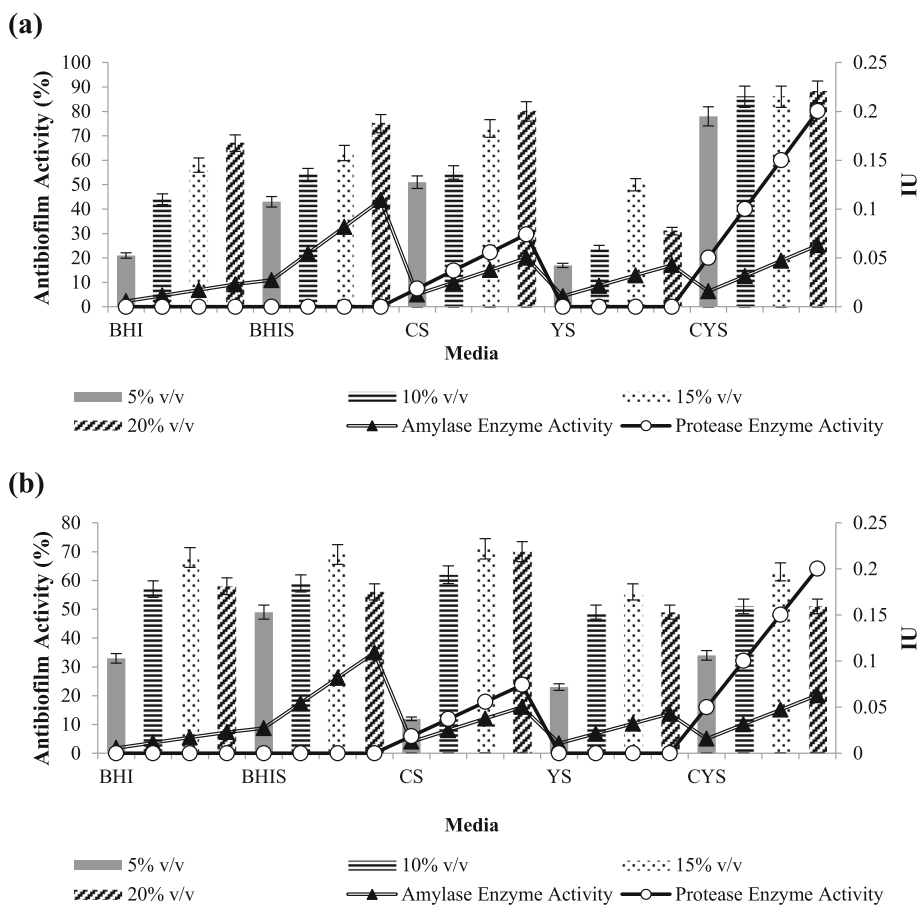 (a)
Antibiofilm Activity (%)
100
90
80
70
60
50
40
30
20
10
0
0.25
0.2
0.15
0.1
0.05
0
IU
BHI BHIS CS YS CYS
Media
5% v/v 10% v/v 15% v/v
20% v/v Amylase Enzyme Activity Protease Enzyme Activity
(b)
Antbiofilm Activity (%)
80
70
60
50
40
30
20
10
0
0.25
0.2
0.15
0.1
0.05
0
IU
BHI BHIS CS YS CYS
Media
5% v/v 10% v/v 15% v/v
20% v/v Amylase Enzyme Activity Protease Enzyme Activity